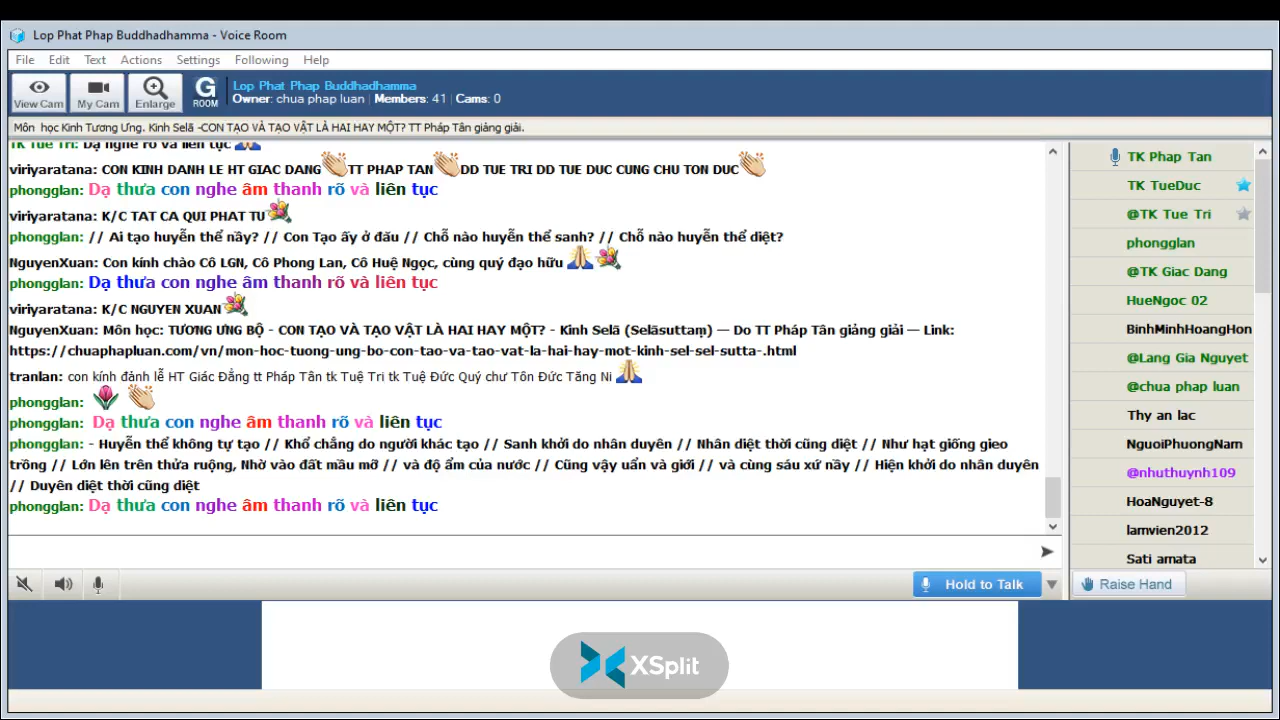 Lop Phat Phap Buddhadhamma - Voice Room
File Edit Text Actions Settings Following Help
View Cam
My Cam
Enlarge
G ROOM
Lop Phat Phap Buddhadhamma
Owner: chua phap luan | Members: 41 | Cams: 0
Môn học Kinh Tương Ưng. Kinh Selā -CON TẠO VÀ TẠO VẬT LÀ HAI HAY MỘT? TT Pháp Tân giảng giải.
TK Tue Tri: Dạ nghe rõ và liên tục
viriyaratana: CON KINH DANH LE HT GIAC DANG TT PHAP TAN DD TUE TRI DD TUE DUC CUNG CHU TON DUC
phongglan: Dạ thưa con nghe âm thanh rõ và liên tục
viriyaratana: K/C TAT CA QUI PHAT TU
phongglan: // Ai tạo huyễn thể nầy? // Con Tạo ấy ở đấu // Chỗ nào huyễn thể sanh? // Chỗ nào huyễn thể diệt?
NguyenXuan: Con kính chào Cô LGN, Cô Phong Lan, Cô Huệ Ngọc, cùng quý đạo hữu
phongglan: Dạ thưa con nghe âm thanh rõ và liên tục
viriyaratana: K/C NGUYEN XUAN
NguyenXuan: Môn học: TƯƠNG ƯNG BỘ - CON TẠO VÀ TẠO VẬT LÀ HAI HAY MỘT? - Kinh Selā (Selāsuttaṃ) — Do TT Pháp Tân giảng giải — Link:
https://chuaphapluan.com/vn/mon-hoc-tuong-ung-bo-con-tao-va-tao-vat-la-hai-hay-mot-kinh-sel-sel-sutta-.html
tranlan: con kính đảnh lễ HT Giác Đẳng tt Pháp Tân tk Tuệ Tri tk Tuệ Đức Quý chư Tôn Đức Tăng Ni
phongglan:
phongglan: Dạ thưa con nghe âm thanh rõ và liên tục
phongglan: - Huyễn thể không tự tạo // Khổ chẳng do người khác tạo // Sanh khởi do nhân duyên // Nhân diệt thời cũng diệt // Như hạt giống gieo
trồng // Lớn lên trên thửa ruộng, Nhờ vào đất mầu mỡ // và độ ẩm của nước // Cũng vậy uẩn và giới // và cùng sáu xứ nầy // Hiện khởi do nhân duyên
// Duyên diệt thời cũng diệt
phongglan: Dạ thưa con nghe âm thanh rõ và liên tục
Hold to Talk
TK Phap Tan
TK TueDuc
@TK Tue Tri
phongglan
@TK Giac Dang
HueNgoc 02
BinhMinhHoangHon
@Lang Gia Nguyet
@chua phap luan
Thy an lac
NguoiPhuongNam
@nhuthuynh109
HoaNguyet-8
lamvien2012
Sati amata
Raise Hand
XSplit